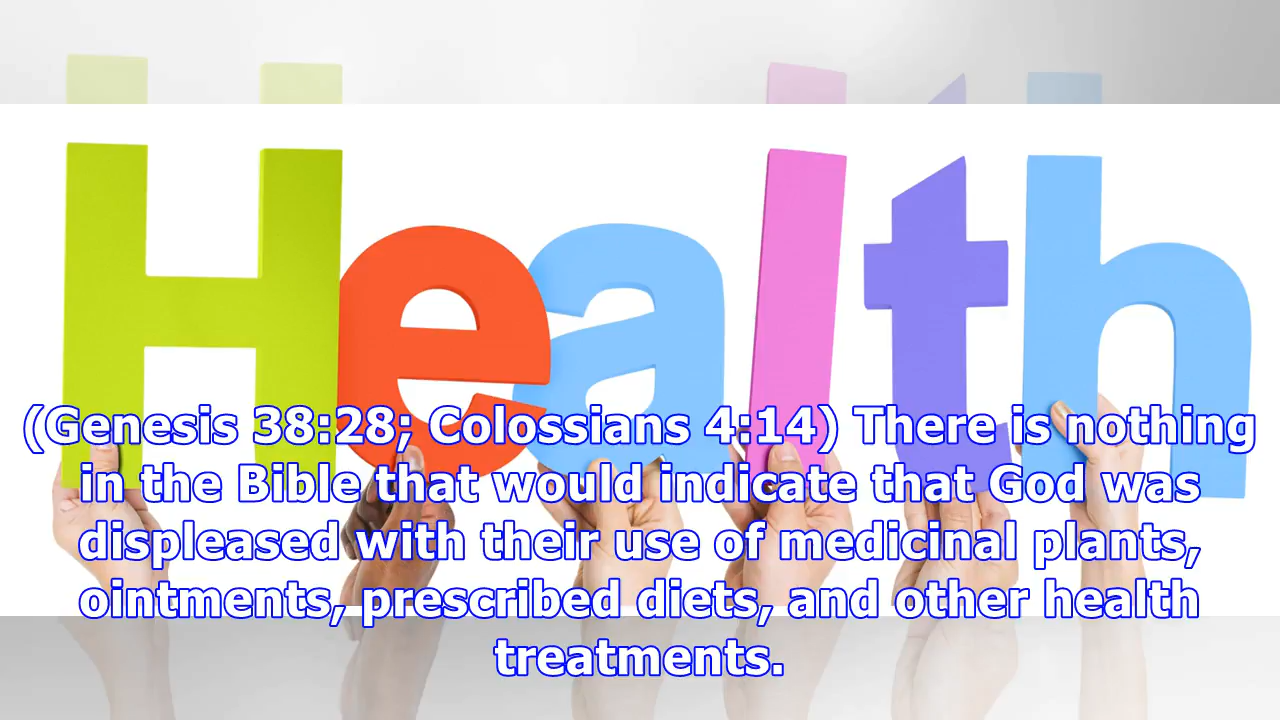 Health
(Genesis 38:28; Colossians 4:14) There is nothing
in the Bible that would indicate that God was
displeased with their use of medicinal plants,
ointments, prescribed diets, and other health
treatments.